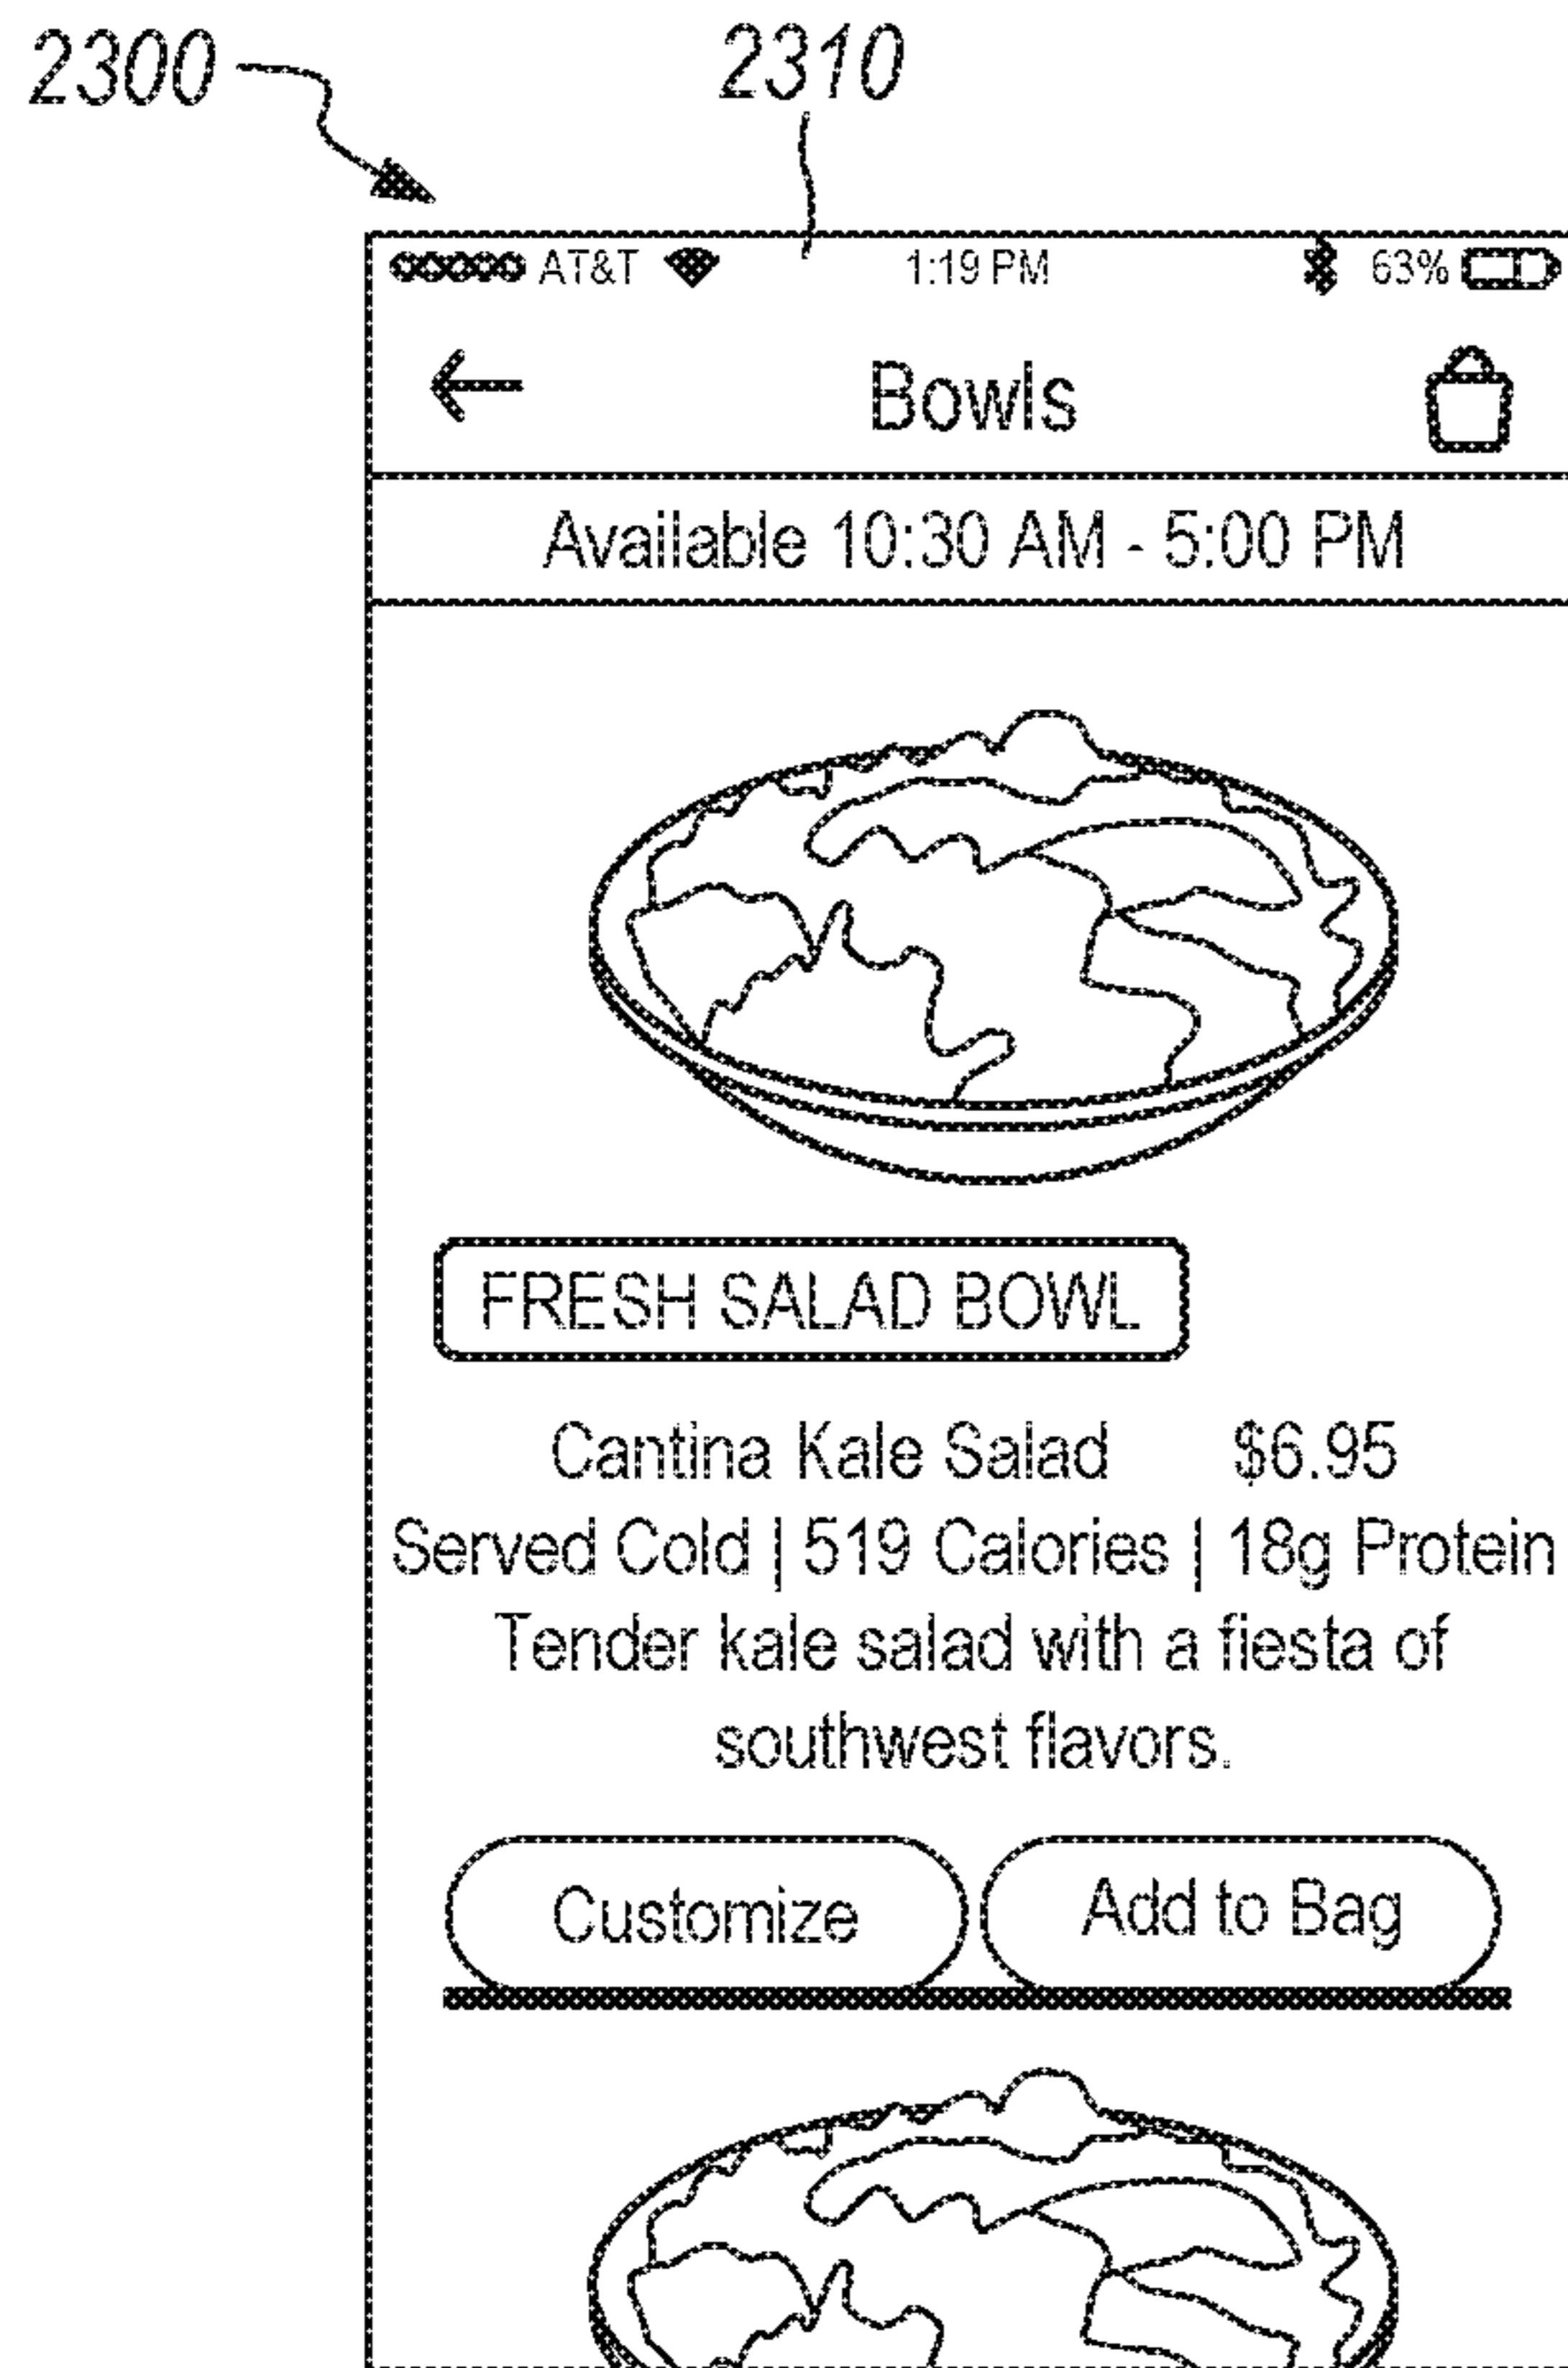 2300 2310
AT&T 1:19 PM 63%
Bowls
Available 10:30 AM - 5:00 PM
FRESH SALAD BOWL
Cantina Kale Salad $6.95
Served Cold | 519 Calories | 18g Protein
Tender kale salad with a fiesta of
southwest flavors.
Customize Add to Bag